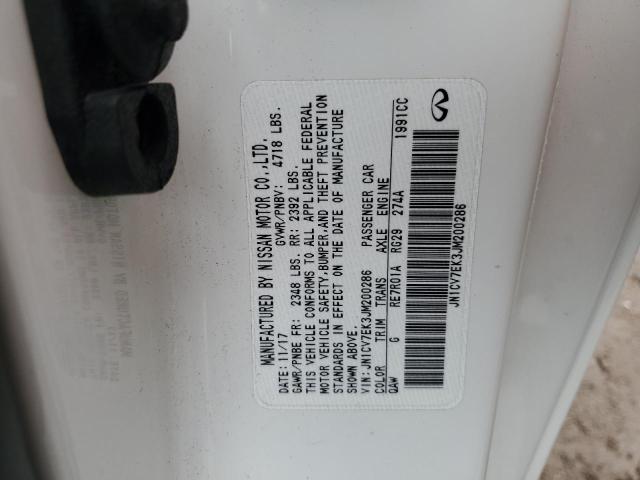 MANUFACTURED BY NISSAN MOTOR CO.,LTD.
DATE: 11/17 GVWR/PNBV: 4718 LBS.
GAWR/PNBE FR: 2348 LBS. RR: 2392 LBS.
THIS VEHICLE CONFORMS TO ALL APPLICABLE FEDERAL
MOTOR VEHICLE SAFETY,BUMPER,AND THEFT PREVENTION
STANDARDS IN EFFECT ON THE DATE OF MANUFACTURE
SHOWN ABOVE.
VIN: JN1CV7EK3JM200286 PASSENGER CAR
COLOR TRIM TRANS AXLE ENGINE
QAW G RE7R01A RG29 274A 1991CC
JN1CV7EK3JM200286